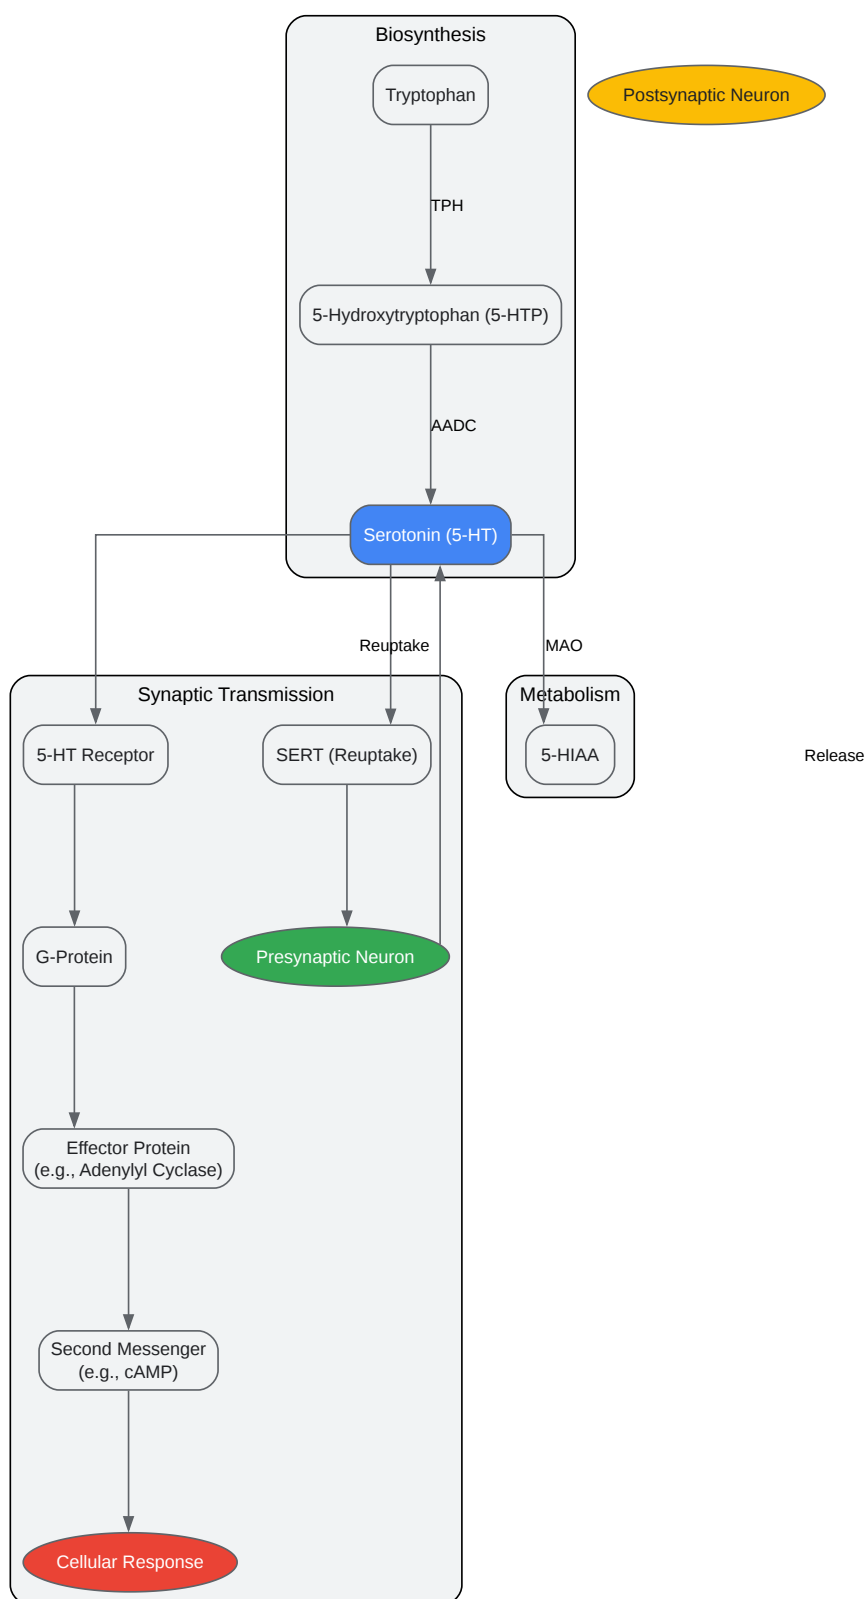 Biosynthesis
Tryptophan
Postsynaptic Neuron
TPH
5-Hydroxytryptophan (5-HTP)
AADC
Serotonin (5-HT)
Reuptake
MAO
Synaptic Transmission
Metabolism
5-HT Receptor
SERT (Reuptake)
5-HIAA
Release
G-Protein
Presynaptic Neuron
Effector Protein
(e.g., Adenylyl Cyclase)
Second Messenger
(e.g., cAMP)
Cellular Response